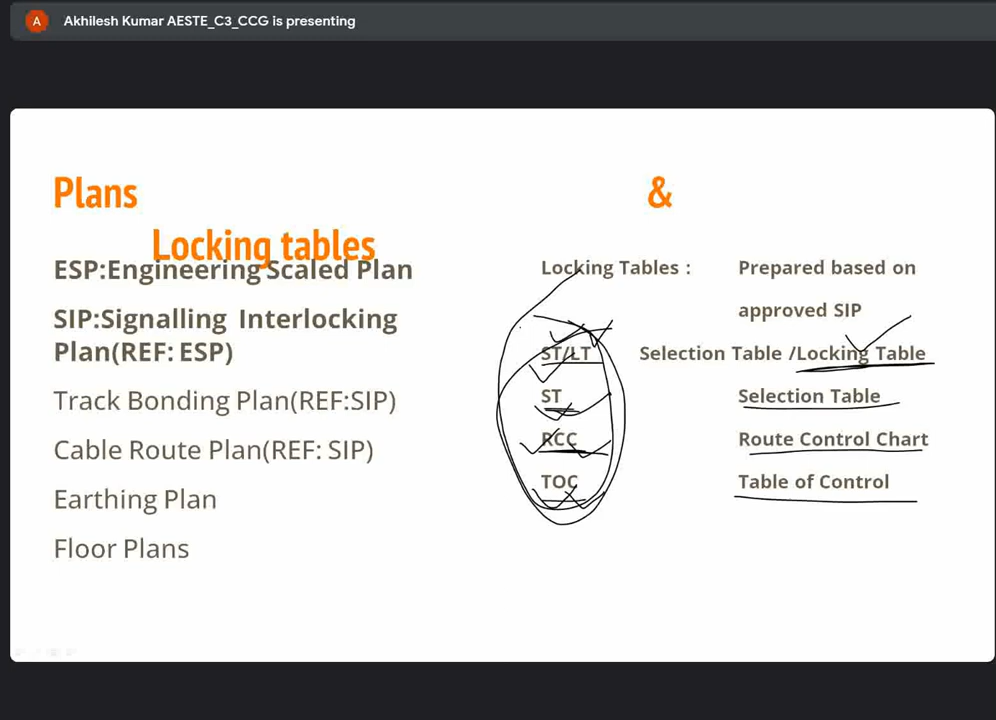 A Akhilesh Kumar AESTE_C3_CCG is presenting
Plans &
Locking tables
ESP:Engineering Scaled Plan
SIP:Signalling Interlocking
Plan(REF: ESP)
Track Bonding Plan(REF:SIP)
Cable Route Plan(REF: SIP)
Earthing Plan
Floor Plans
Locking Tables : Prepared based on
approved SIP
ST/LT Selection Table /Locking Table
ST Selection Table
RCC Route Control Chart
TOC Table of Control